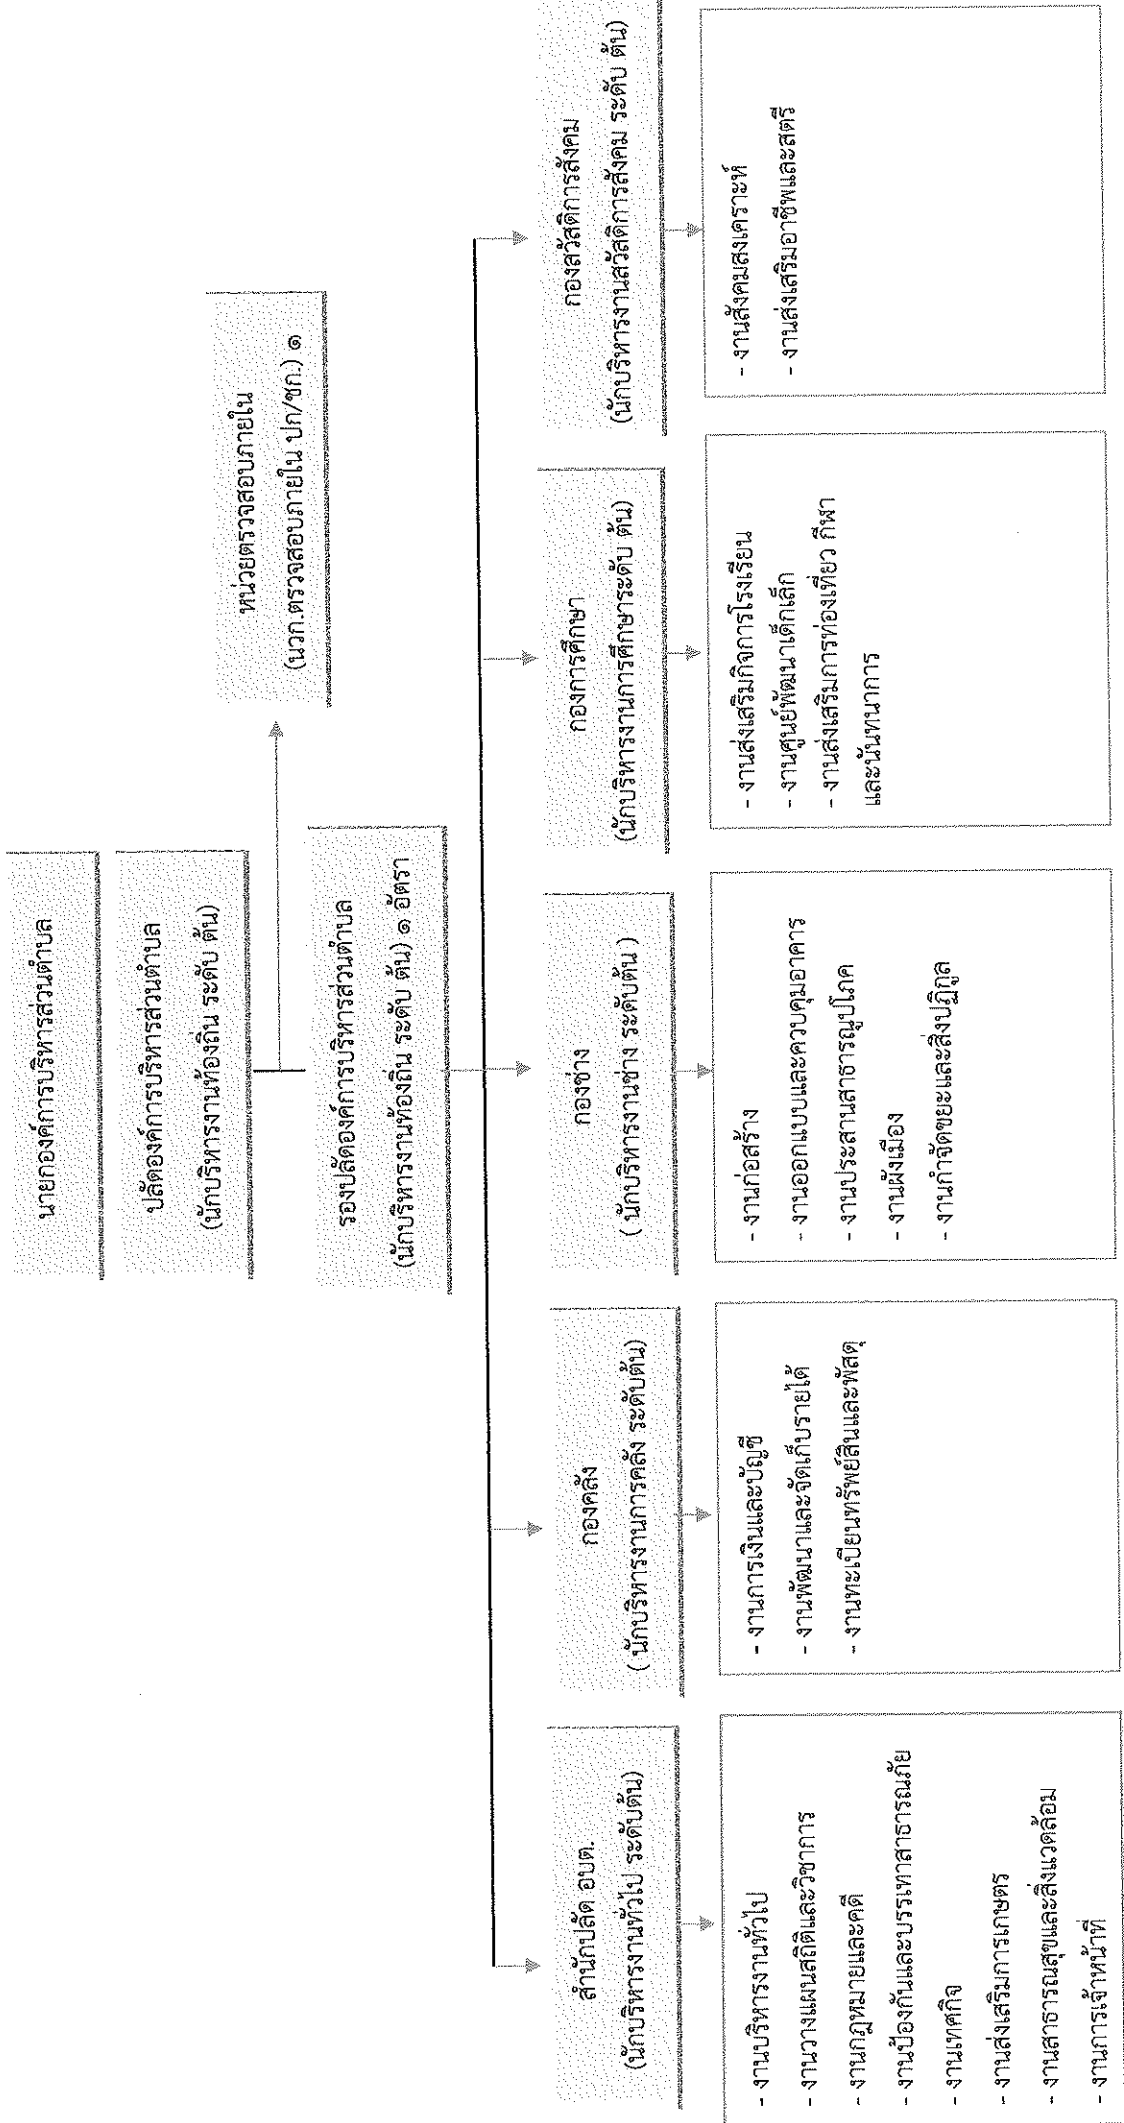 นายกองค์การบริหารส่วนตำบล
ปลัดองค์การบริหารส่วนตำบล
(นักบริหารงานท้องถิ่น ระดับ ต้น)
หน่วยตรวจสอบภายใน
(นวก.ตรวจสอบภายใน ปก/ชก.) ๑
รองปลัดองค์การบริหารส่วนตำบล
(นักบริหารงานท้องถิ่น ระดับ ต้น) ๑ อัตรา
สำนักปลัด อบต.
(นักบริหารงานทั่วไป ระดับต้น)
- งานบริหารงานทั่วไป
- งานวางแผนสถิติและวิชาการ
- งานกฎหมายและคดี
- งานป้องกันและบรรเทาสาธารณภัย
- งานเทศกิจ
- งานส่งเสริมการเกษตร
- งานสาธารณสุขและสิ่งแวดล้อม
- งานการเจ้าหน้าที่
กองคลัง
( นักบริหารงานการคลัง ระดับต้น)
- งานการเงินและบัญชี
- งานพัฒนาและจัดเก็บรายได้
- งานทะเบียนทรัพย์สินและพัสดุ
กองช่าง
( นักบริหารงานช่าง ระดับต้น )
- งานก่อสร้าง
- งานออกแบบและควบคุมอาคาร
- งานประสานสาธารณูปโภค
- งานผังเมือง
- งานกำจัดขยะและสิ่งปฏิกูล
กองการศึกษา
(นักบริหารงานการศึกษาระดับ ต้น)
- งานส่งเสริมกิจการโรงเรียน
- งานศูนย์พัฒนาเด็กเล็ก
- งานส่งเสริมการท่องเที่ยว กีฬา
และนันทนาการ
กองสวัสดิการสังคม
(นักบริหารงานสวัสดิการสังคม ระดับ ต้น)
- งานสังคมสงเคราะห์
- งานส่งเสริมอาชีพและสตรี